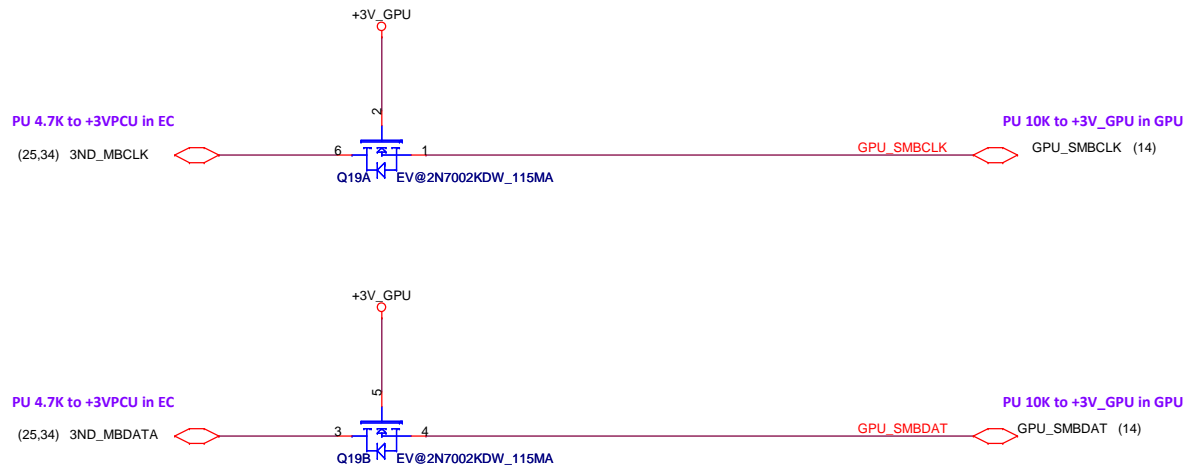 +3V_GPU
2
PU 4.7K to +3VPCU in EC
PU 10K to +3V_GPU in GPU
(25,34) 3ND_MBCLK
6
1
GPU_SMBCLK
GPU_SMBCLK (14)
Q19A
EV@2N7002KDW_115MA
+3V_GPU
5
PU 4.7K to +3VPCU in EC
PU 10K to +3V_GPU in GPU
(25,34) 3ND_MBDATA
3
4
GPU_SMBDAT
GPU_SMBDAT (14)
Q19B
EV@2N7002KDW_115MA